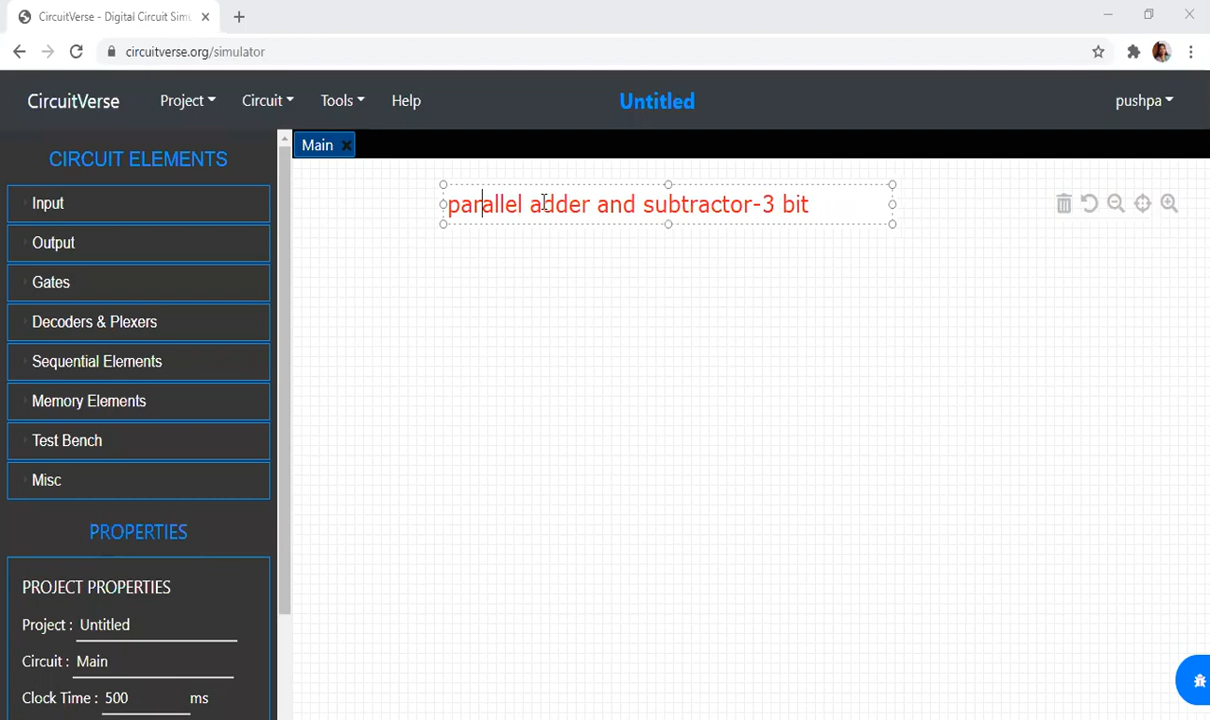 CircuitVerse - Digital Circuit Simu
circuitverse.org/simulator
CircuitVerse Project Circuit Tools Help Untitled pushpa
Main
CIRCUIT ELEMENTS
Input
Output
Gates
Decoders & Plexers
Sequential Elements
Memory Elements
Test Bench
Misc
parallel adder and subtractor-3 bit
PROPERTIES
PROJECT PROPERTIES
Project : Untitled
Circuit : Main
Clock Time : 500 ms